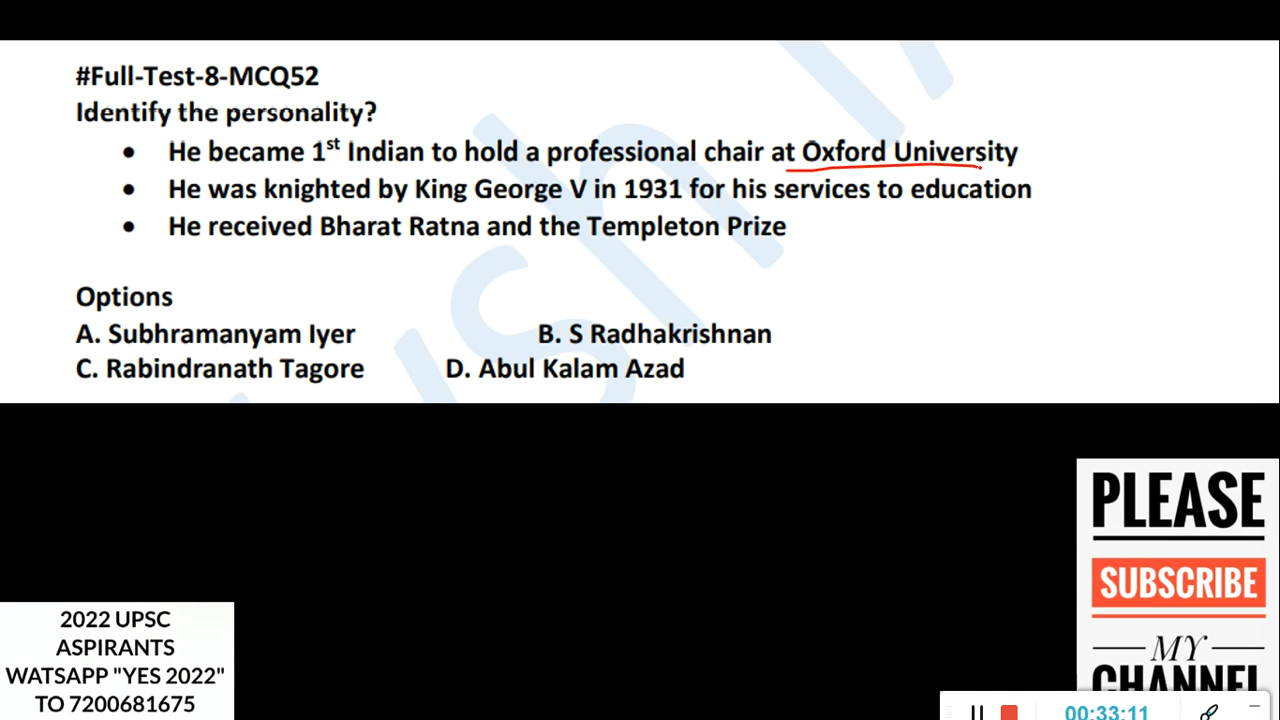 #Full-Test-8-MCQ52
Identify the personality?
• He became 1st Indian to hold a professional chair at Oxford University
• He was knighted by King George V in 1931 for his services to education
• He received Bharat Ratna and the Templeton Prize
Options
A. Subhramanyam Iyer B. S Radhakrishnan
C. Rabindranath Tagore D. Abul Kalam Azad
PLEASE
SUBSCRIBE
MY
CHANNEL
2022 UPSC
ASPIRANTS
WATSAPP "YES 2022"
TO 7200681675
00:33:11